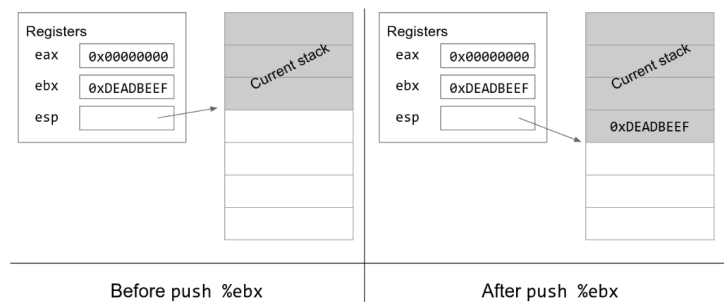 Registers
eax 0x00000000
ebx 0xDEADBEEF
esp
Current stack
Before push %ebx
Registers
eax 0x00000000
ebx 0xDEADBEEF
esp
Current stack
0xDEADBEEF
After push %ebx